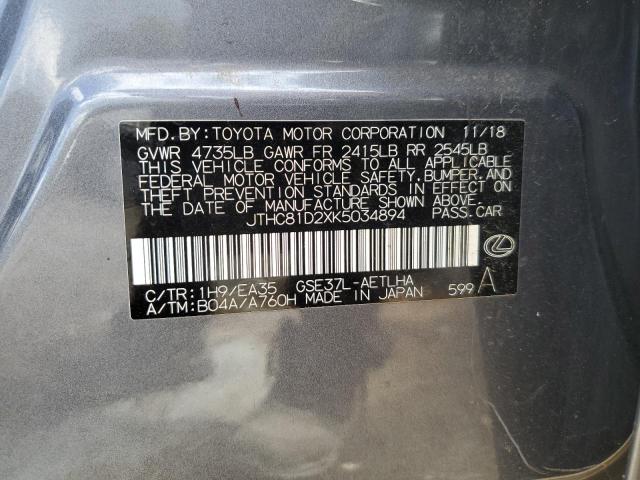 MFD.BY:TOYOTA MOTOR CORPORATION 11/18
GVWR 4735LB GAWR FR 2415LB RR 2545LB
THIS VEHICLE CONFORMS TO ALL APPLICABLE
FEDERAL MOTOR VEHICLE SAFETY,BUMPER,AND
THEFT PREVENTION STANDARDS IN EFFECT ON
THE DATE OF MANUFACTURE SHOWN ABOVE.
JTHC81D2XK5034894 PASS.CAR
C/TR:1H9/EA35 GSE37L-AETLHA
A/TM:B04A/A760H MADE IN JAPAN 599 A